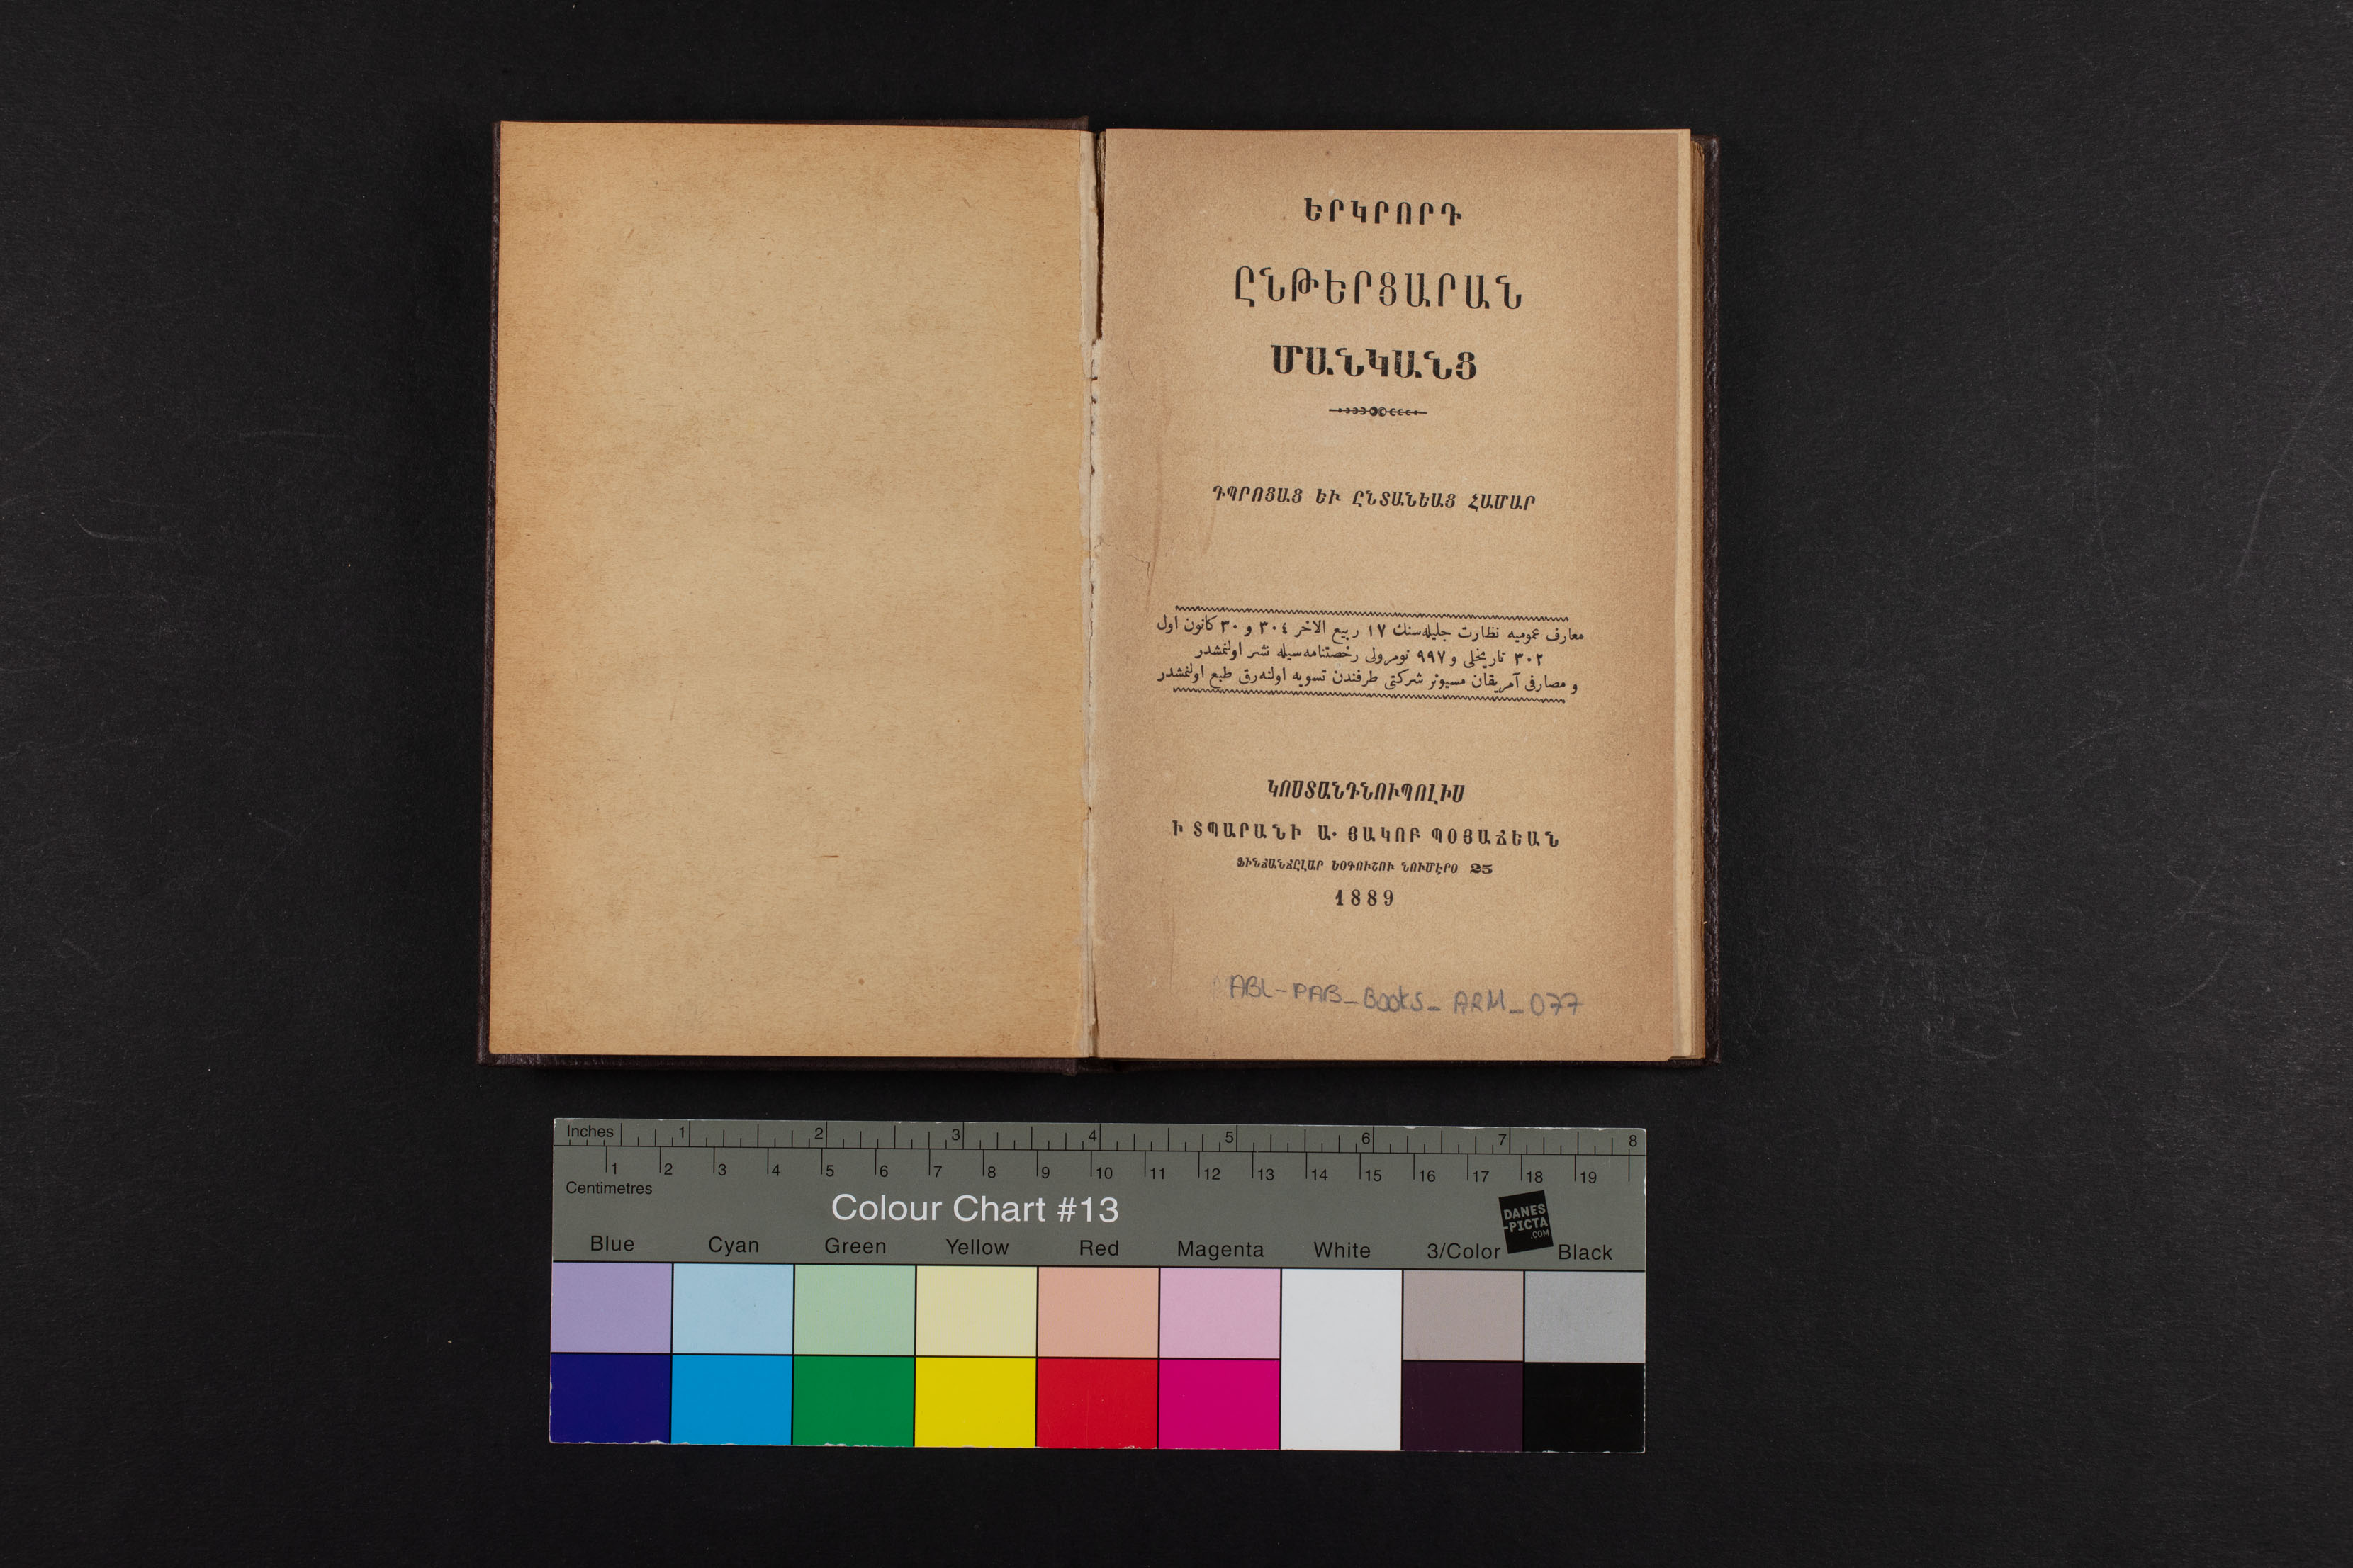 ԵՐԿՐՈՐԴ
ԸՆԹԵՐՑԱՐԱՆ
ՄԱՆԿԱՆՑ
ԴՊՐՈՑԱՑ ԵՒ ԸՆՏԱՆԵԱՑ ՀԱՄԱՐ
معارف عموميه نظارت جليله‌سنك ١٧ ربيع الاخر ٣٠٤ و ٣٠ كانون اول
٣٠٢ تاريخلى و ٩٩٧ نومرولى رخصتنامه‌سيله نشر اولنمشدر
و مصارفى آمريقان مسيونر شركتى طرفندن تسويه اولنه‌رق طبع اولنمشدر
ԿՈՍՏԱՆԴՆՈՒՊՈԼԻՍ
Ի ՏՊԱՐԱՆԻ Ա. ՅԱԿՈԲ ՊՕՅԱՃԵԱՆ
ՖԻՆՃԱՆՃԸԼԱՐ ԵՕԳՈՒՇՈՒ ՆՈՒՄԷՐՕ 25
1889
ABL-PAB_Books_ARM_077
Inches 1 2 3 4 5 6 7 8
1 2 3 4 5 6 7 8 9 10 11 12 13 14 15 16 17 18 19
Centimetres
Colour Chart #13
DANES
-PICTA
.COM
Blue Cyan Green Yellow Red Magenta White 3/Color Black